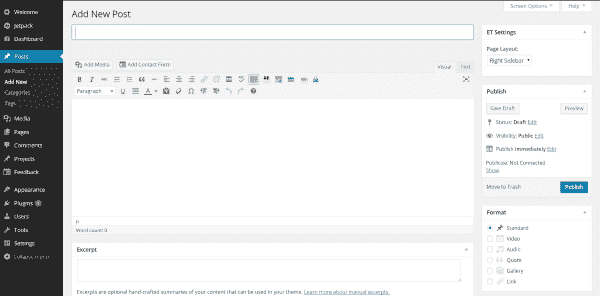 Screen Options Help
Welcome
Jetpack
Dashboard
Posts
All Posts
Add New
Categories
Tags
Media
Pages
Comments
Projects
Feedback
Appearance
Plugins
Users
Tools
Settings
Collapse menu
Add New Post
Add Media Add Contact Form
Visual Text
Paragraph
p
Word count: 0
Excerpt
Excerpts are optional hand-crafted summaries of your content that can be used in your theme. Learn more about manual excerpts.
ET Settings
Page Layout:
Right Sidebar
Publish
Save Draft Preview
Status: Draft Edit
Visibility: Public Edit
Publish immediately Edit
Publicize: Not Connected
Show
Move to Trash Publish
Format
Standard
Video
Audio
Quote
Gallery
Link